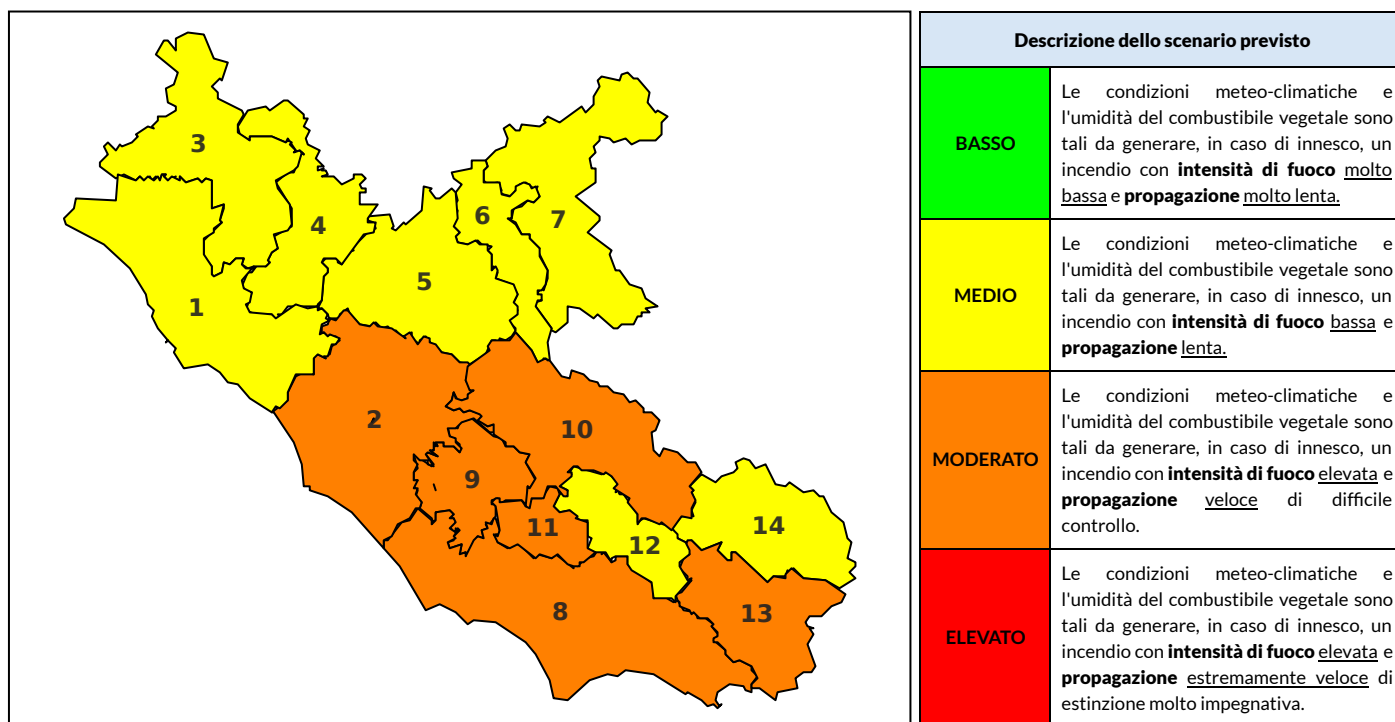 3
4
6
7
5
1
2
10
9
11
12
14
8
13
Descrizione dello scenario previsto
BASSO
Le condizioni meteo-climatiche e
l'umidità del combustibile vegetale sono
tali da generare, in caso di innesco, un
incendio con intensità di fuoco molto
bassa e propagazione molto lenta.
MEDIO
Le condizioni meteo-climatiche e
l'umidità del combustibile vegetale sono
tali da generare, in caso di innesco, un
incendio con intensità di fuoco bassa e
propagazione lenta.
MODERATO
Le condizioni meteo-climatiche e
l'umidità del combustibile vegetale sono
tali da generare, in caso di innesco, un
incendio con intensità di fuoco elevata e
propagazione veloce di difficile
controllo.
ELEVATO
Le condizioni meteo-climatiche e
l'umidità del combustibile vegetale sono
tali da generare, in caso di innesco, un
incendio con intensità di fuoco elevata e
propagazione estremamente veloce di
estinzione molto impegnativa.